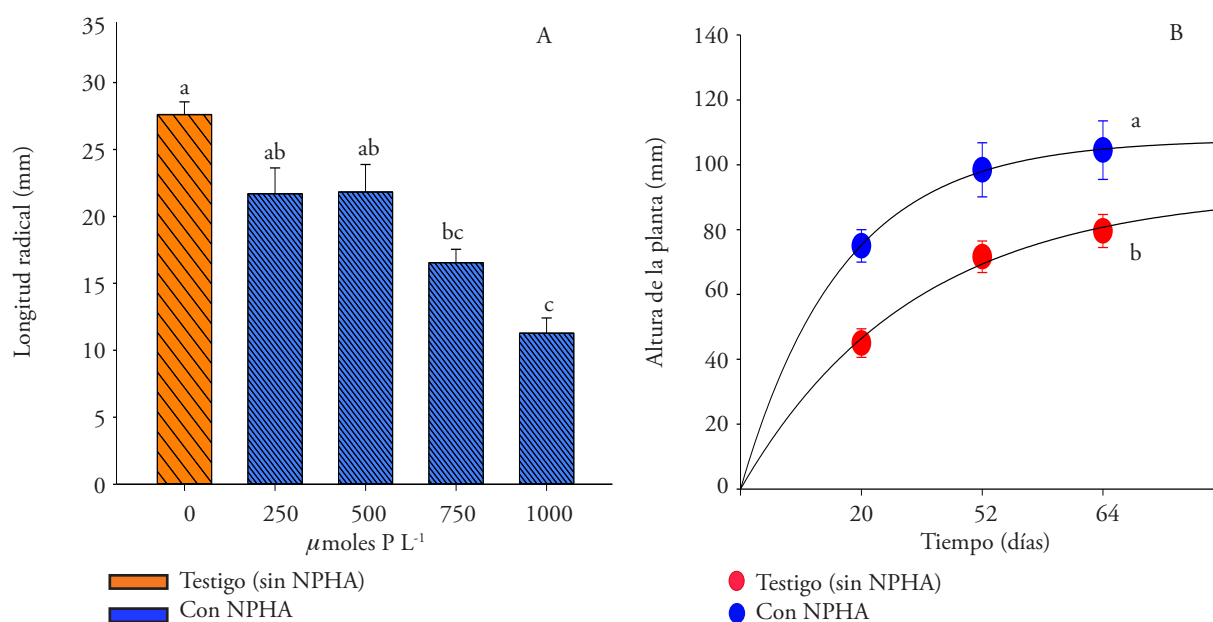 A
35
30
25
20
15
10
5
0
Longitud radical (mm)
a
ab
ab
bc
c
0 250 500 750 1000
μmoles P L⁻¹
Testigo (sin NPHA)
Con NPHA
B
140
120
100
80
60
40
20
0
Altura de la planta (mm)
a
b
20 52 64
Tiempo (días)
Testigo (sin NPHA)
Con NPHA